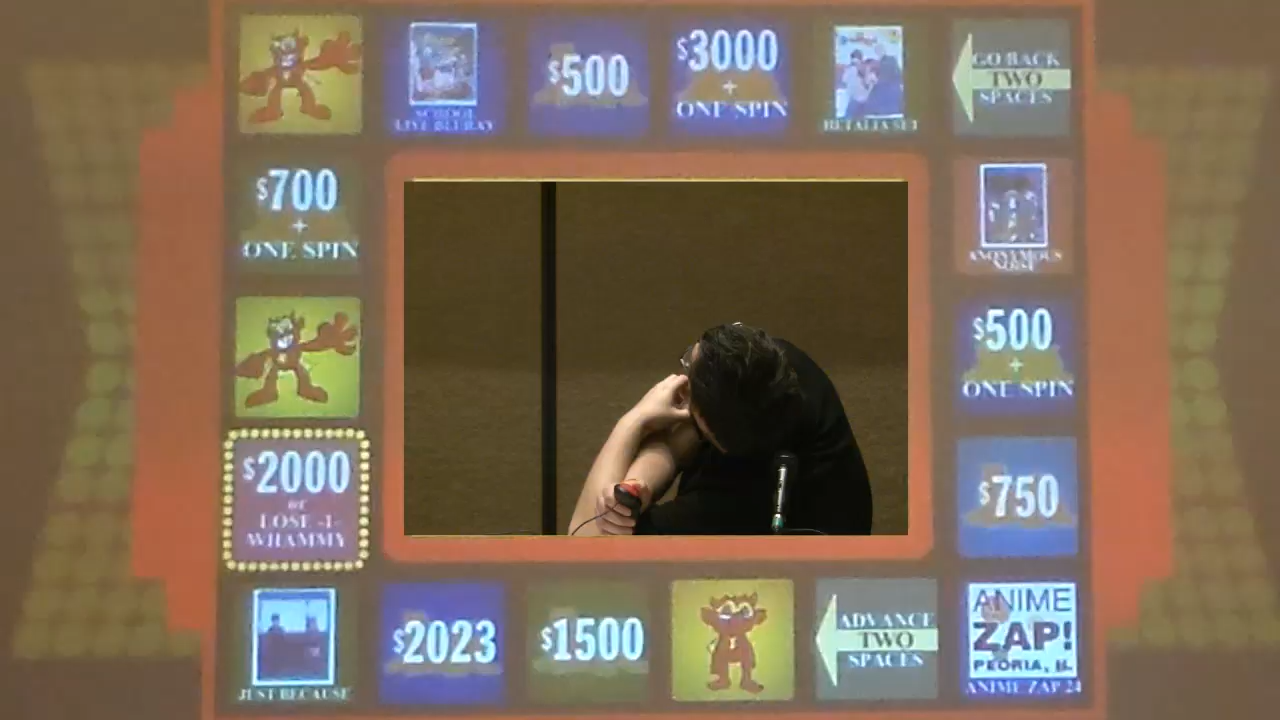 SCHOOL
LIVE BLURAY
$500
$3000
+
ONE SPIN
HETALIA SET
GO BACK
TWO
SPACES
$700
+
ONE SPIN
ANONYMOUS
NOISE
$500
+
ONE SPIN
$2000
or
LOSE -1-
WHAMMY
$750
JUST BECAUSE
$2023
$1500
ADVANCE
TWO
SPACES
ANIME
ZAP!
PEORIA, IL
ANIME ZAP 24